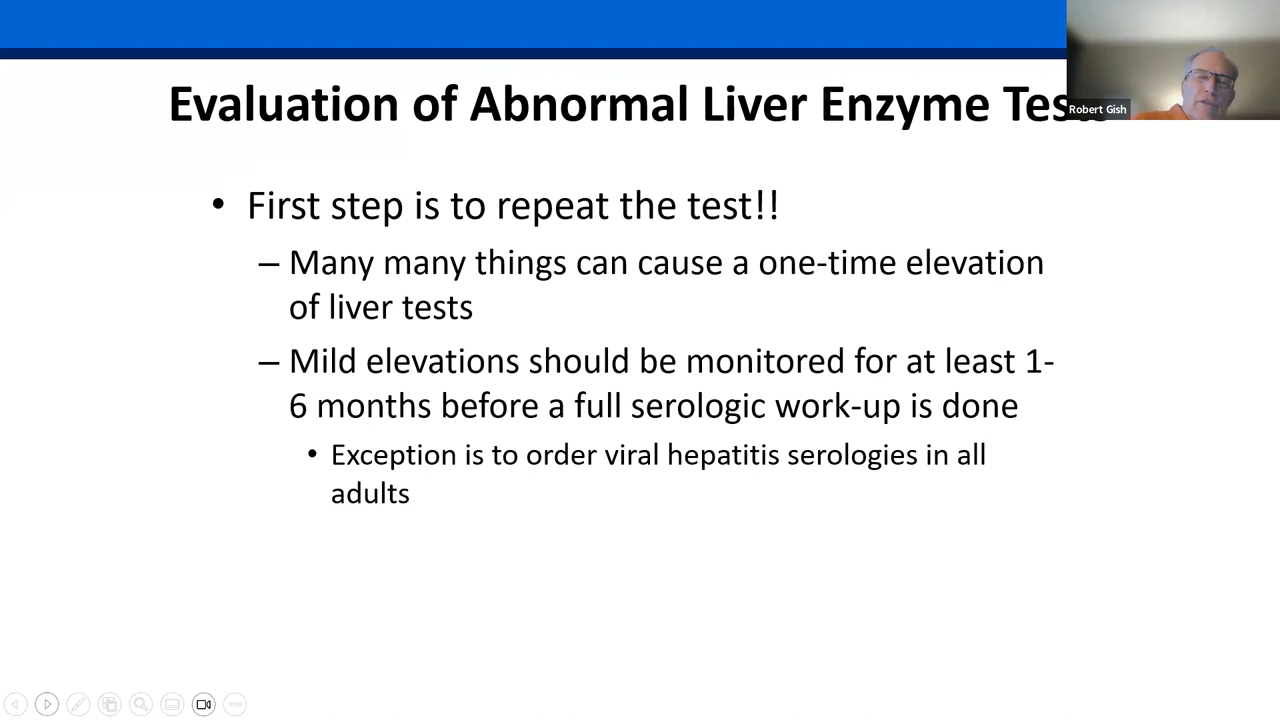 Evaluation of Abnormal Liver Enzyme Tests
Robert Gish
• First step is to repeat the test!!
– Many many things can cause a one-time elevation
of liver tests
– Mild elevations should be monitored for at least 1-
6 months before a full serologic work-up is done
• Exception is to order viral hepatitis serologies in all
adults